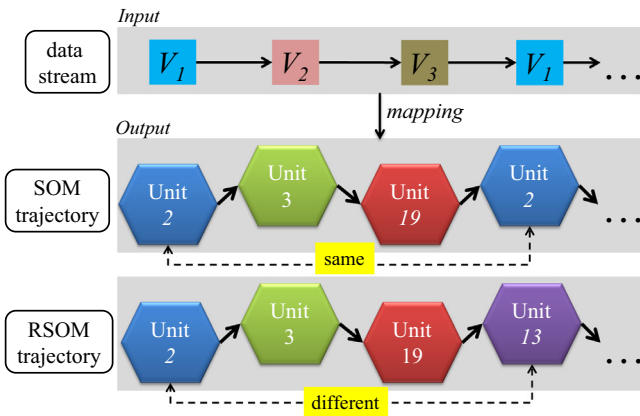 Input
data
stream
V1 V2 V3 V1 ...
mapping
Output
SOM
trajectory
Unit
2
Unit
3
Unit
19
Unit
2
...
same
RSOM
trajectory
Unit
2
Unit
3
Unit
19
Unit
13
...
different